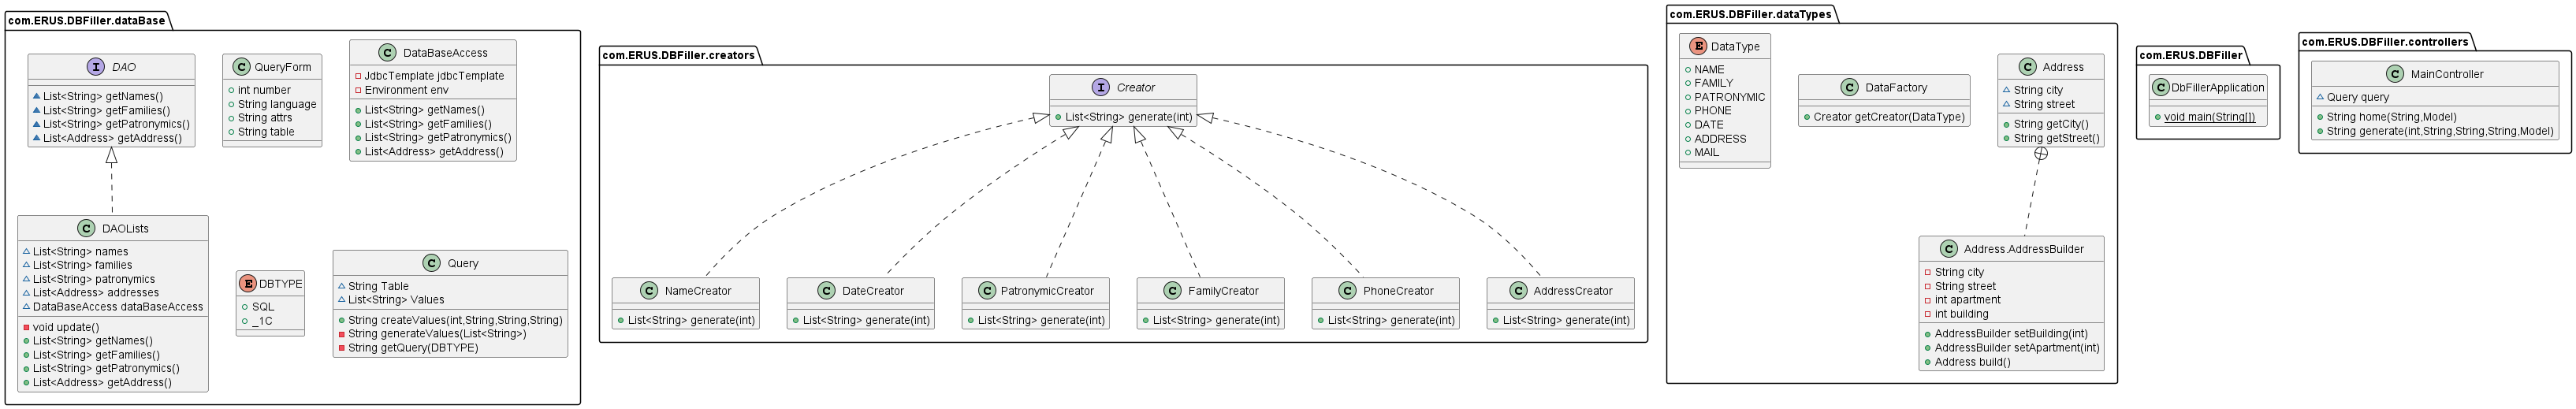 com.ERUS.DBFiller.dataBase
I DAO
List<String> getNames()
List<String> getFamilies()
List<String> getPatronymics()
List<Address> getAddress()
C QueryForm
int number
String language
String attrs
String table
C DataBaseAccess
JdbcTemplate jdbcTemplate
Environment env
List<String> getNames()
List<String> getFamilies()
List<String> getPatronymics()
List<Address> getAddress()
C DAOLists
List<String> names
List<String> families
List<String> patronymics
List<Address> addresses
DataBaseAccess dataBaseAccess
void update()
List<String> getNames()
List<String> getFamilies()
List<String> getPatronymics()
List<Address> getAddress()
E DBTYPE
SQL
_1C
C Query
String Table
List<String> Values
String createValues(int,String,String,String)
String generateValues(List<String>)
String getQuery(DBTYPE)
com.ERUS.DBFiller.creators
I Creator
List<String> generate(int)
C NameCreator
List<String> generate(int)
C DateCreator
List<String> generate(int)
C PatronymicCreator
List<String> generate(int)
C FamilyCreator
List<String> generate(int)
C PhoneCreator
List<String> generate(int)
C AddressCreator
List<String> generate(int)
com.ERUS.DBFiller.dataTypes
E DataType
NAME
FAMILY
PATRONYMIC
PHONE
DATE
ADDRESS
MAIL
C DataFactory
Creator getCreator(DataType)
C Address
String city
String street
String getCity()
String getStreet()
C Address.AddressBuilder
String city
String street
int apartment
int building
AddressBuilder setBuilding(int)
AddressBuilder setApartment(int)
Address build()
com.ERUS.DBFiller
C DbFillerApplication
void main(String[])
com.ERUS.DBFiller.controllers
C MainController
Query query
String home(String,Model)
String generate(int,String,String,String,Model)